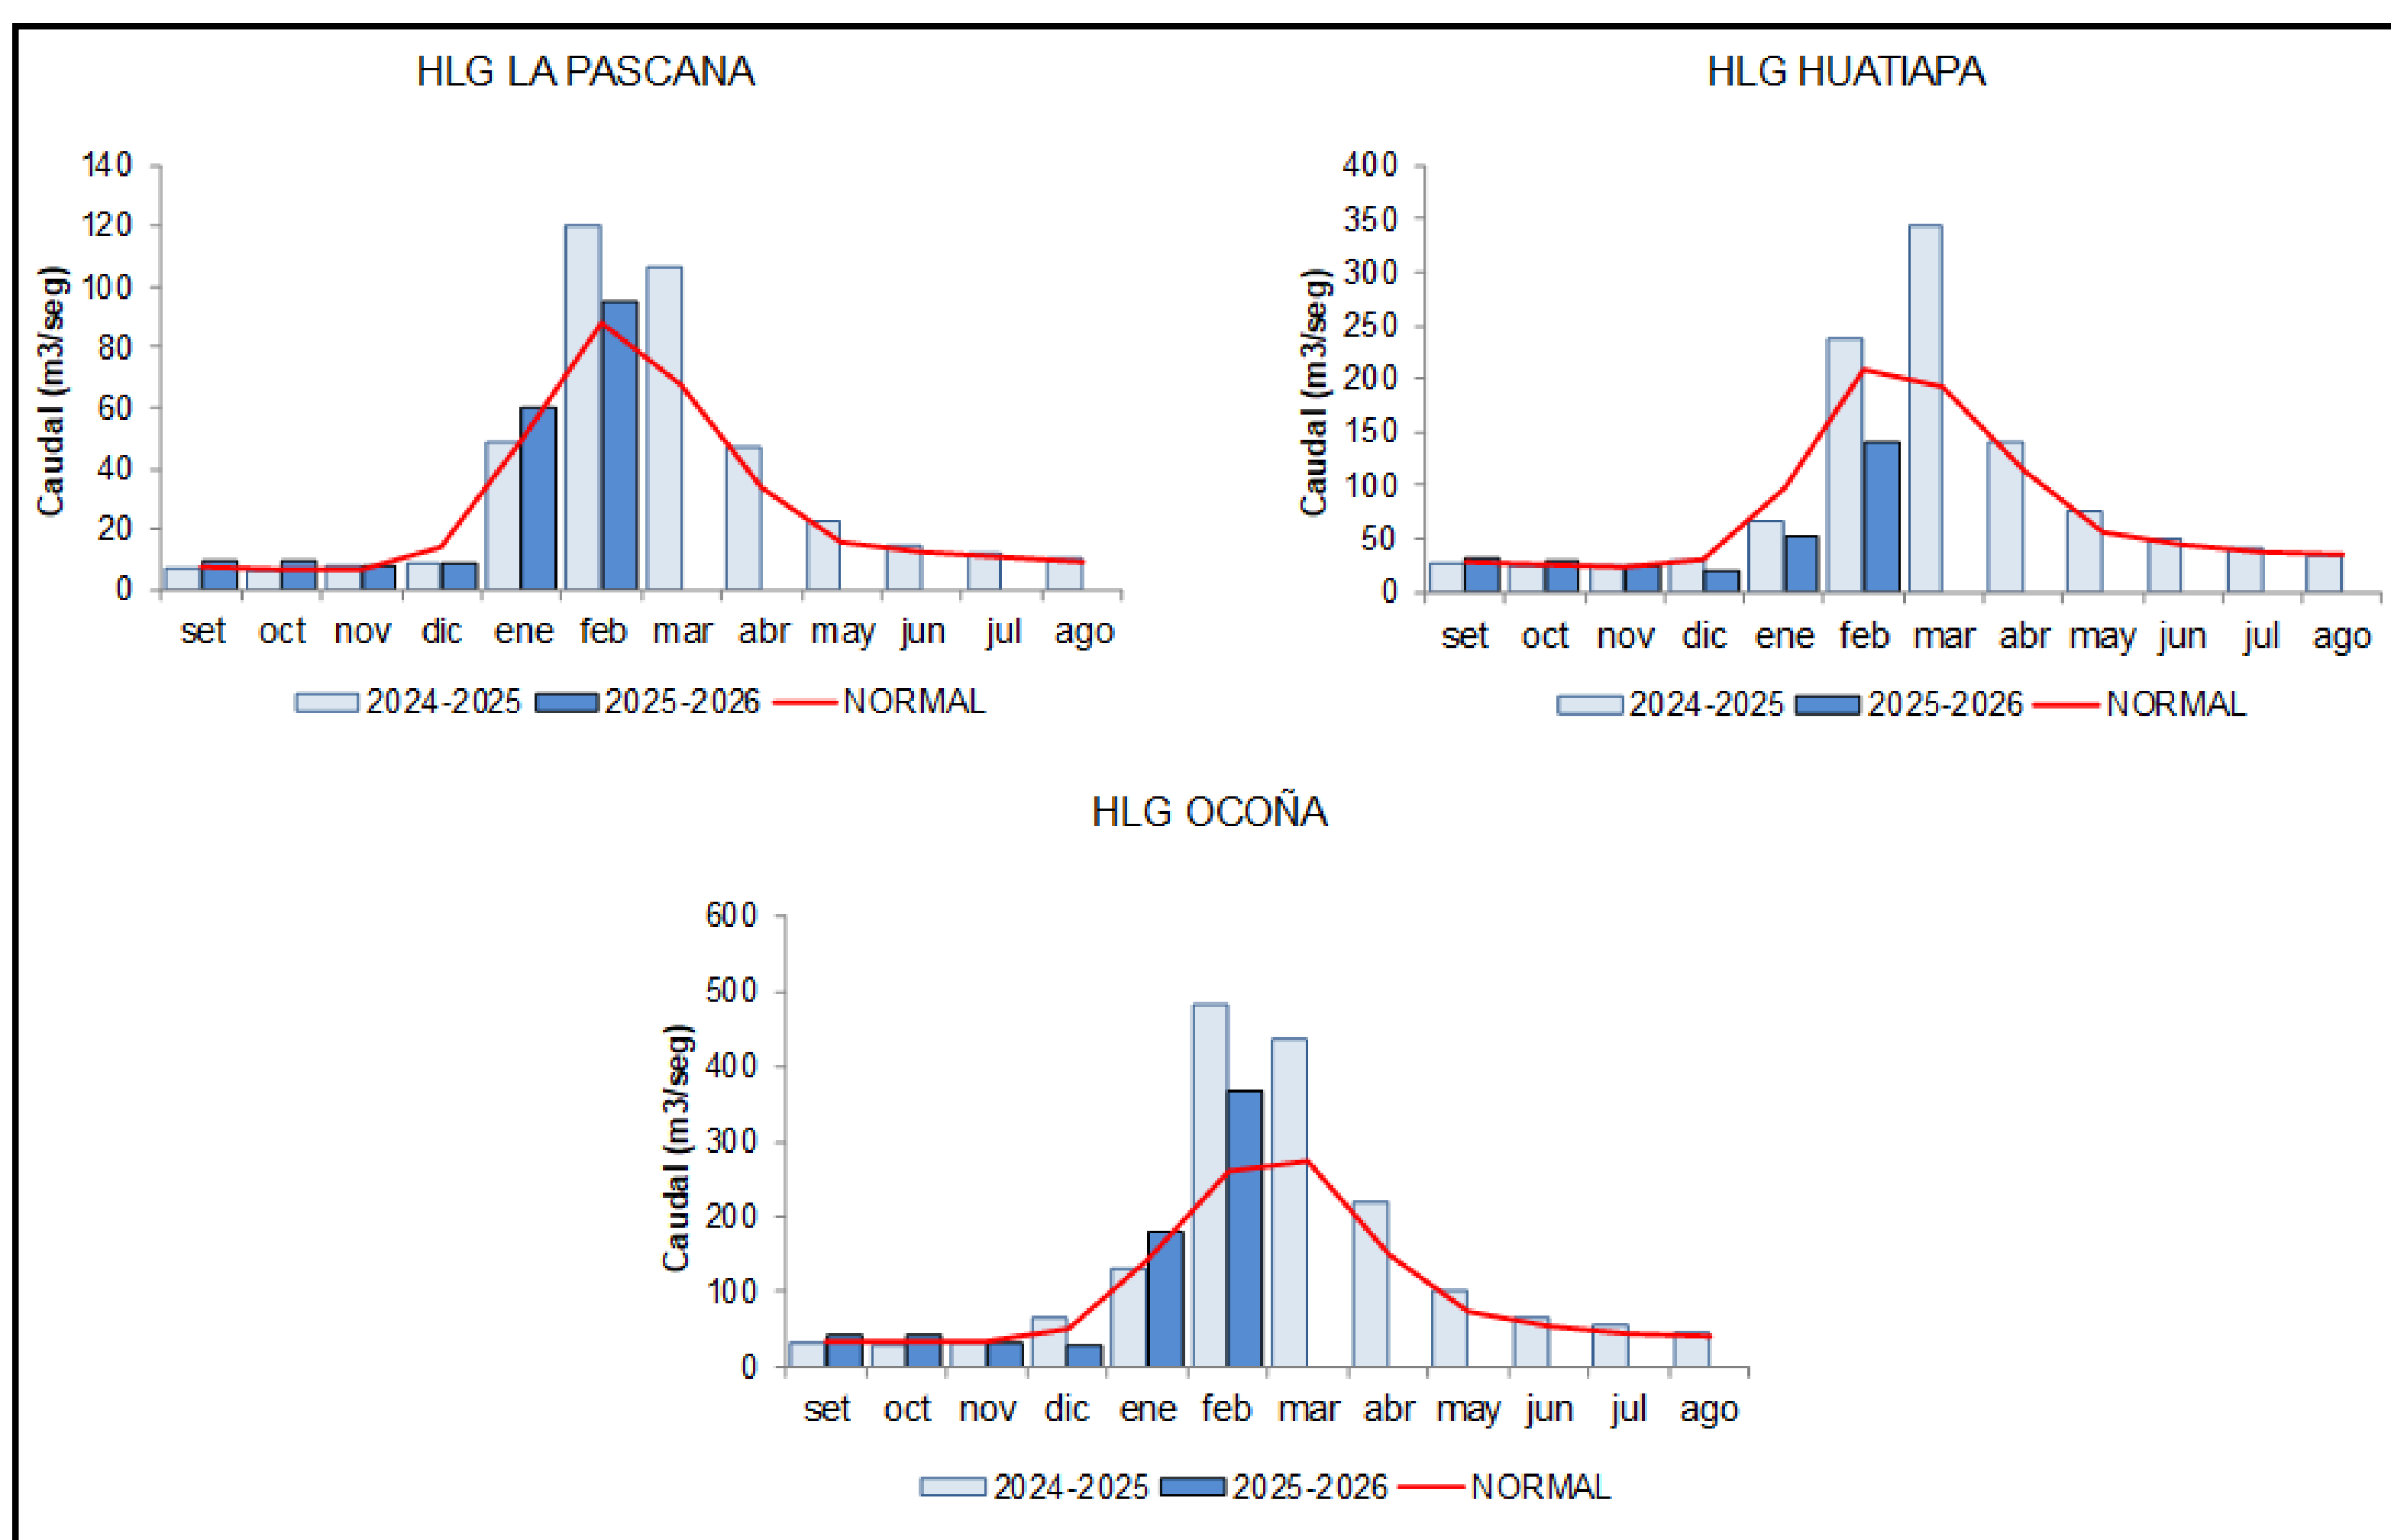 HLG LA PASCANA
140
120
100
80
60
40
20
0
Caudal (m3/seg)
set oct nov dic ene feb mar abr may jun jul ago
2024-2025 2025-2026 NORMAL
HLG HUATIAPA
400
350
300
250
200
150
100
50
0
Caudal (m3/seg)
set oct nov dic ene feb mar abr may jun jul ago
2024-2025 2025-2026 NORMAL
HLG OCOÑA
600
500
400
300
200
100
0
Caudal (m3/seg)
set oct nov dic ene feb mar abr may jun jul ago
2024-2025 2025-2026 NORMAL